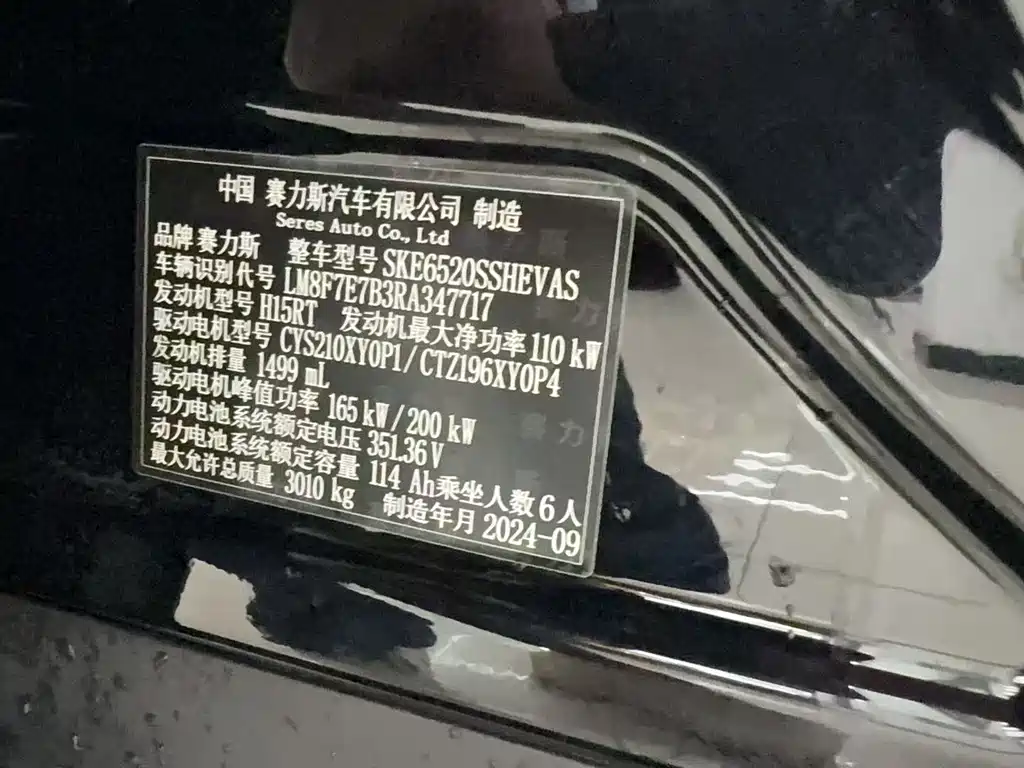 中国 赛力斯汽车有限公司 制造
Seres Auto Co., Ltd
品牌 赛力斯 整车型号 SKE6520SSHEVAS
车辆识别代号 LM8F7E7B3RA347717
发动机型号 H15RT 发动机最大净功率 110 kW
驱动电机型号 CYS210XY0P1/CTZ196XY0P4
发动机排量 1499 mL
驱动电机峰值功率 165 kW/200 kW
动力电池系统额定电压 351.36V
动力电池系统额定容量 114 Ah 乘坐人数 6 人
最大允许总质量 3010 kg 制造年月 2024-09